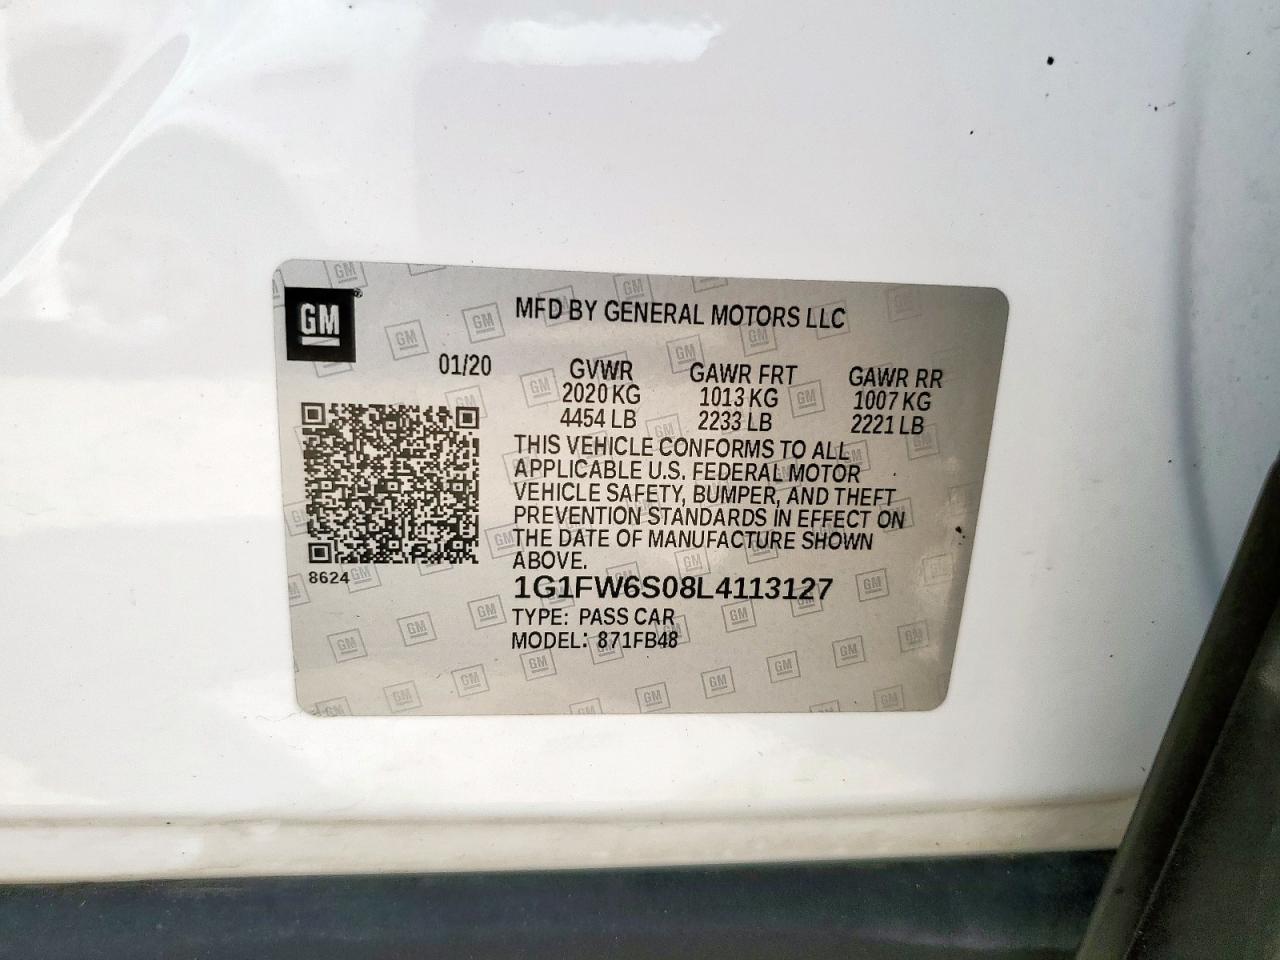 GM
MFD BY GENERAL MOTORS LLC
01/20
GVWR
2020 KG
4454 LB
GAWR FRT
1013 KG
2233 LB
GAWR RR
1007 KG
2221 LB
THIS VEHICLE CONFORMS TO ALL
APPLICABLE U.S. FEDERAL MOTOR
VEHICLE SAFETY, BUMPER, AND THEFT
PREVENTION STANDARDS IN EFFECT ON
THE DATE OF MANUFACTURE SHOWN
ABOVE.
8624
1G1FW6S08L4113127
TYPE: PASS CAR
MODEL: 871FB48